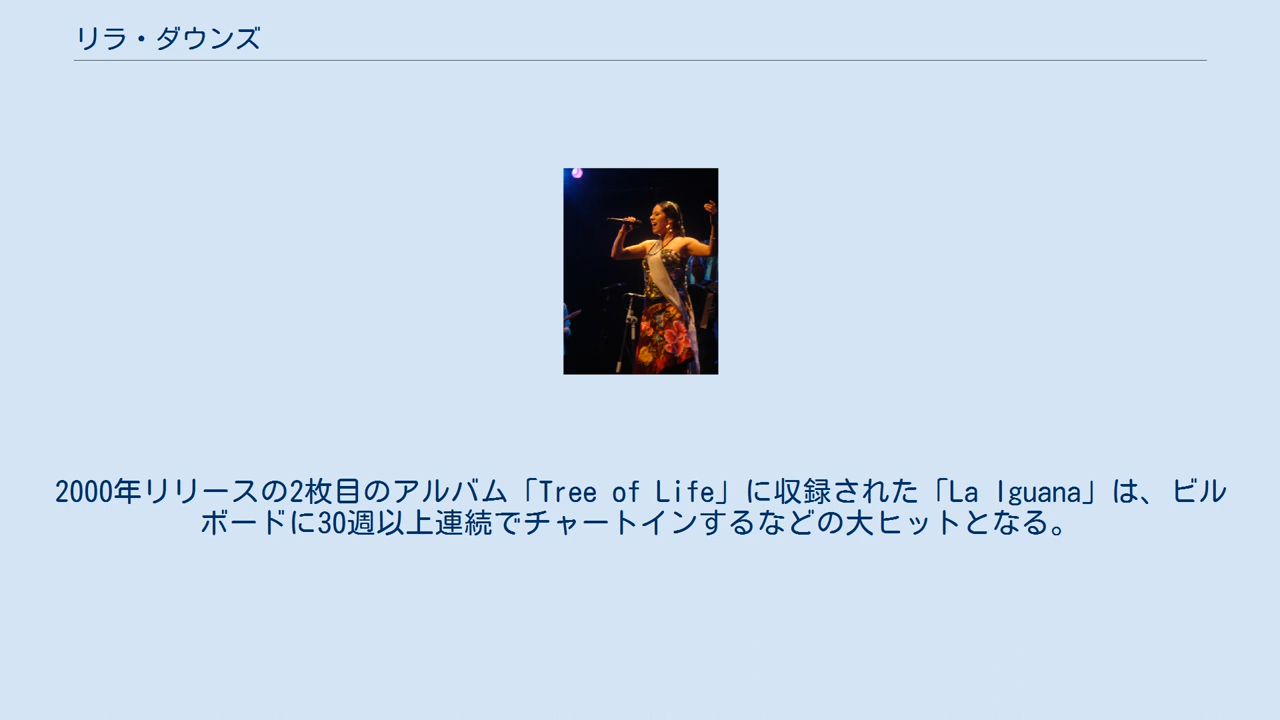 リラ・ダウンズ
2000年リリースの2枚目のアルバム「Tree of Life」に収録された「La Iguana」は、ビル
ボードに30週以上連続でチャートインするなどの大ヒットとなる。